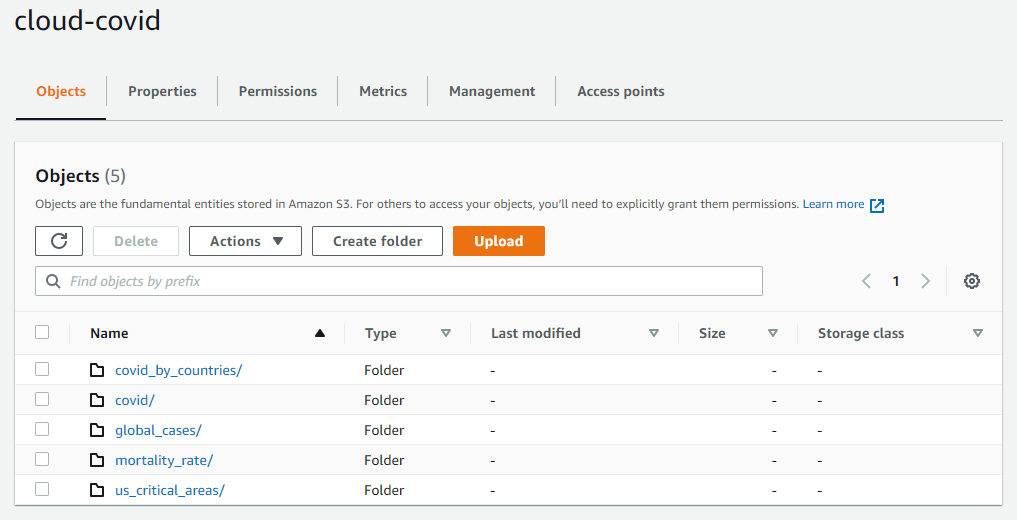 cloud-covid
Objects Properties Permissions Metrics Management Access points
Objects (5)
Objects are the fundamental entities stored in Amazon S3. For others to access your objects, you'll need to explicitly grant them permissions. Learn more
Delete Actions Create folder Upload
Find objects by prefix 1
Name Type Last modified Size Storage class
covid_by_countries/ Folder - - -
covid/ Folder - - -
global_cases/ Folder - - -
mortality_rate/ Folder - - -
us_critical_areas/ Folder - - -